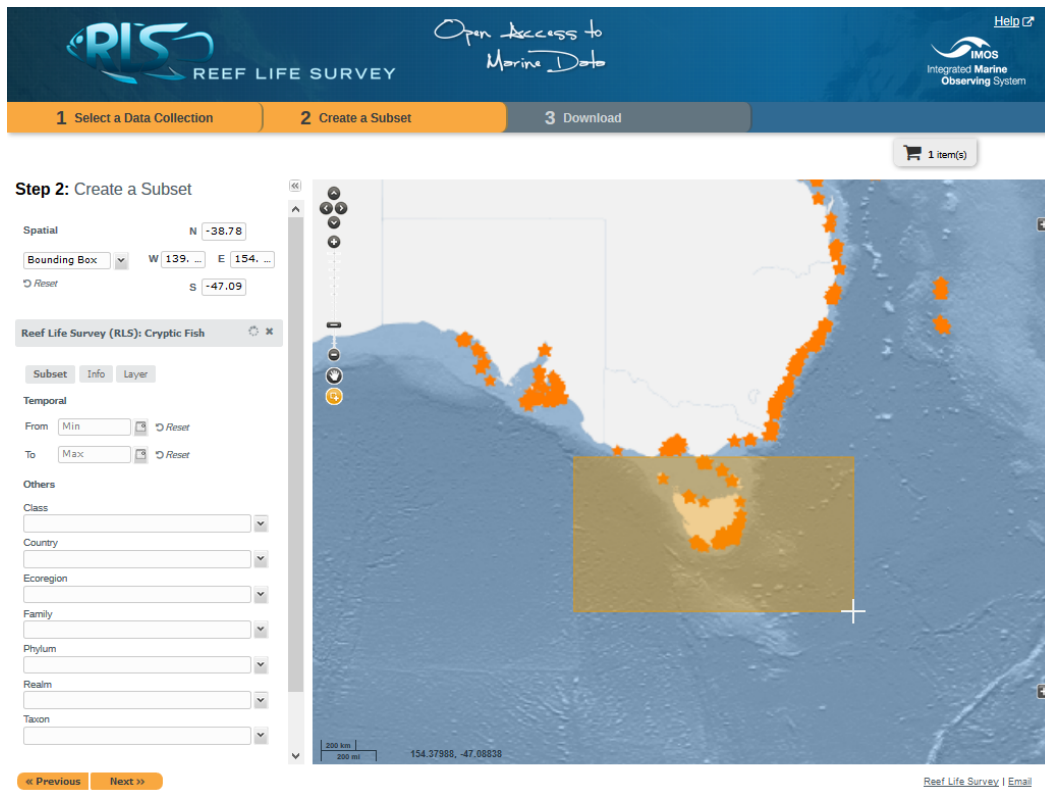 RLS
REEF LIFE SURVEY
Open Access to
Marine Data
Help
IMOS
Integrated Marine
Observing System
1 Select a Data Collection
2 Create a Subset
3 Download
1 item(s)
Step 2: Create a Subset
Spatial
N -38.78
Bounding Box
W 139. ... E 154. ...
Reset
S -47.09
Reef Life Survey (RLS): Cryptic Fish
Subset Info Layer
Temporal
From Min Reset
To Max Reset
Others
Class
Country
Ecoregion
Family
Phylum
Realm
Taxon
200 km
200 mi
154.37988, -47.08838
« Previous
Next »
Reef Life Survey | Email